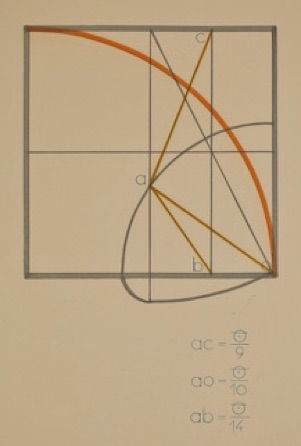 c
a
b
ac = /9
ao = /10
ab = /14